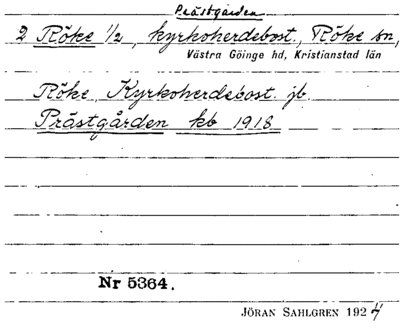 Prästgården
2 Röke 1/2, kyrkoherdebost., Röke sn,
Västra Göinge hd, Kristianstad län
Röke, Kyrkoherdebost. jb
Prästgården kb 1918
Nr 5364.
JÖRAN SAHLGREN 1924